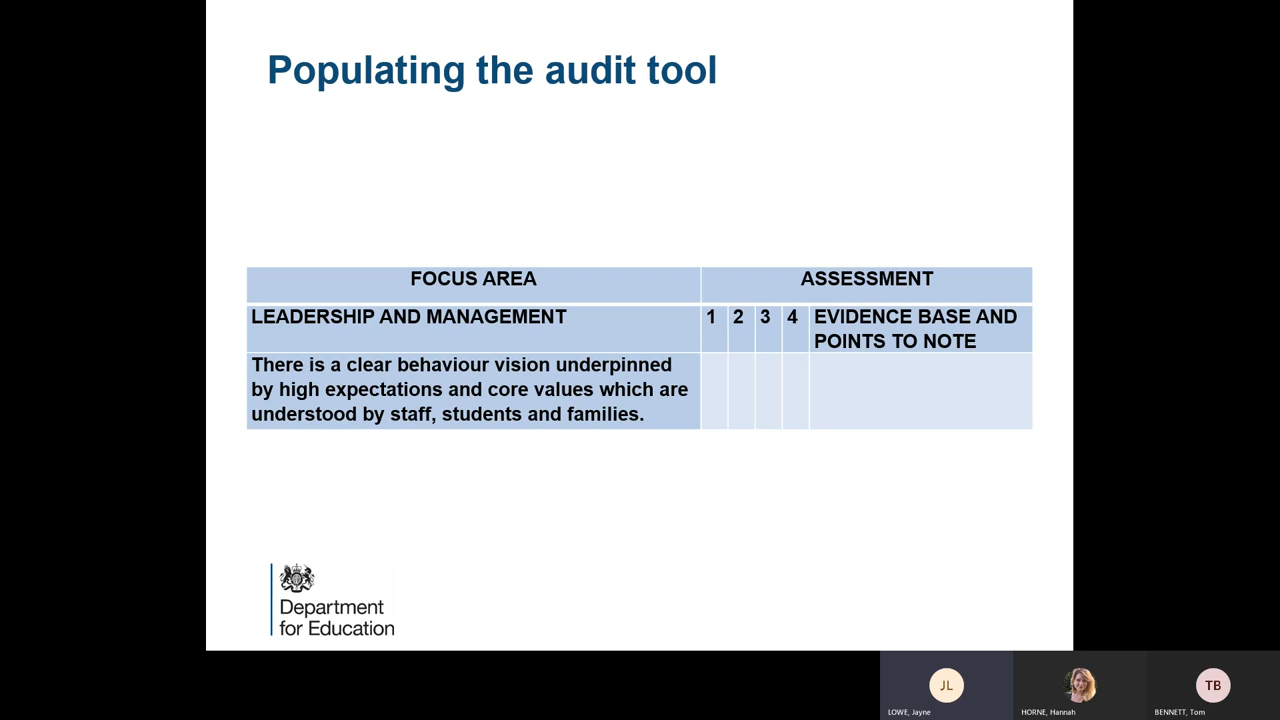 Populating the audit tool
FOCUS AREA
ASSESSMENT
LEADERSHIP AND MANAGEMENT
1 2 3 4
EVIDENCE BASE AND
POINTS TO NOTE
There is a clear behaviour vision underpinned
by high expectations and core values which are
understood by staff, students and families.
Department
for Education
JL
TB
LOWE, Jayne
HORNE, Hannah
BENNETT, Tom